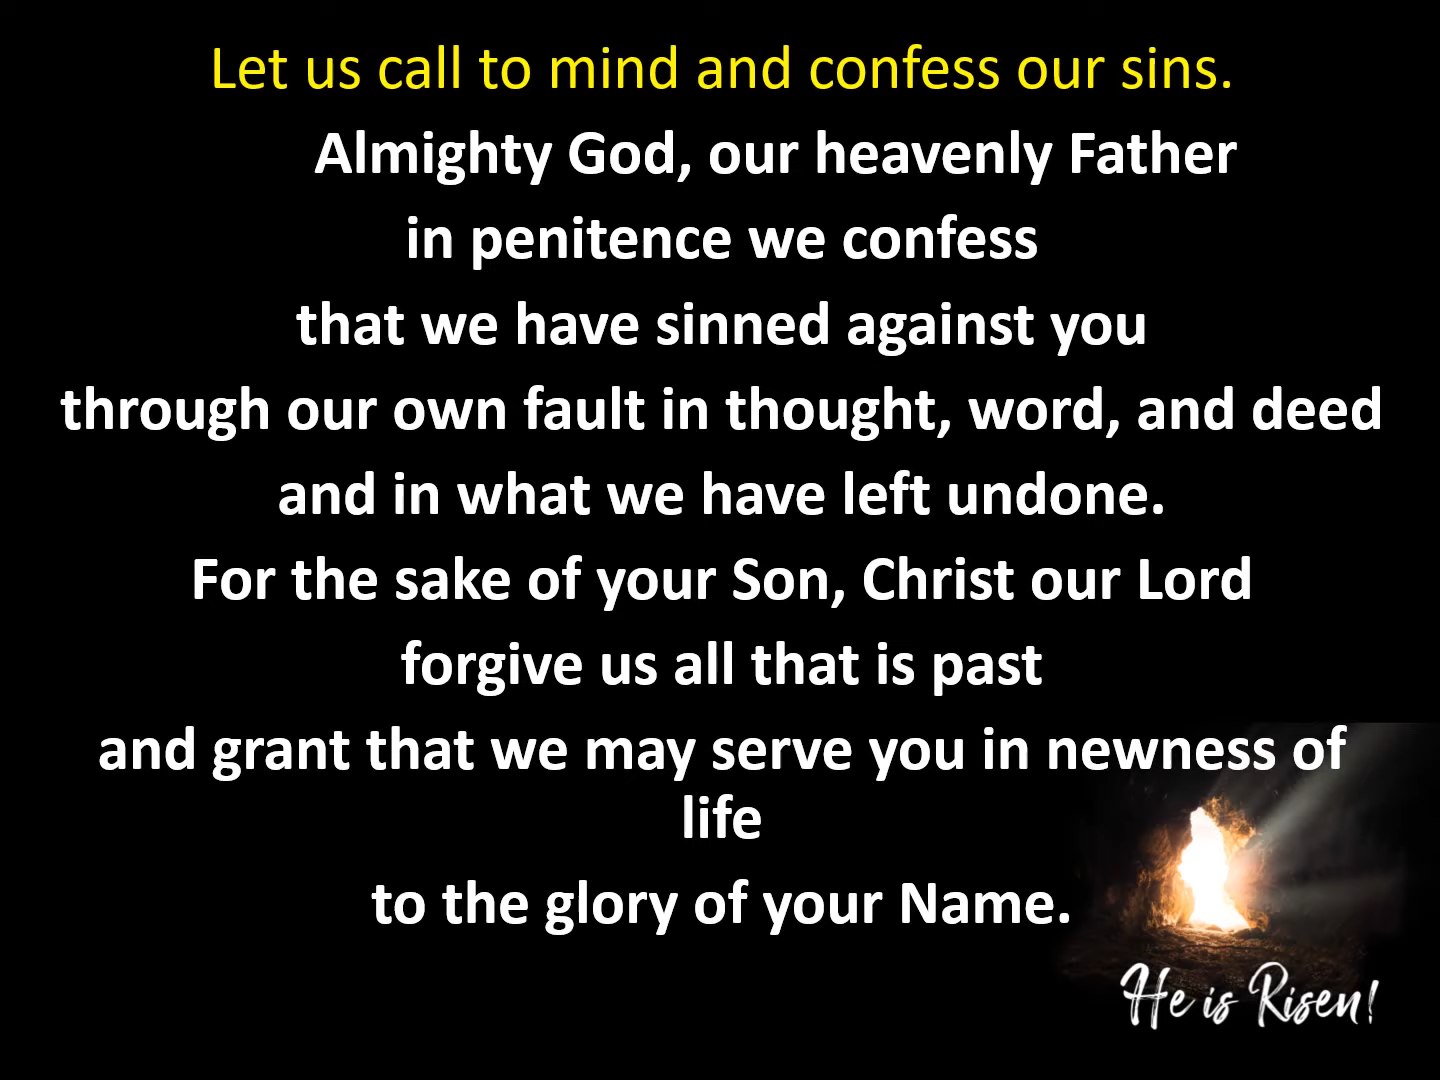 Let us call to mind and confess our sins.
Almighty God, our heavenly Father
in penitence we confess
that we have sinned against you
through our own fault in thought, word, and deed
and in what we have left undone.
For the sake of your Son, Christ our Lord
forgive us all that is past
and grant that we may serve you in newness of
life
to the glory of your Name.
He is Risen!